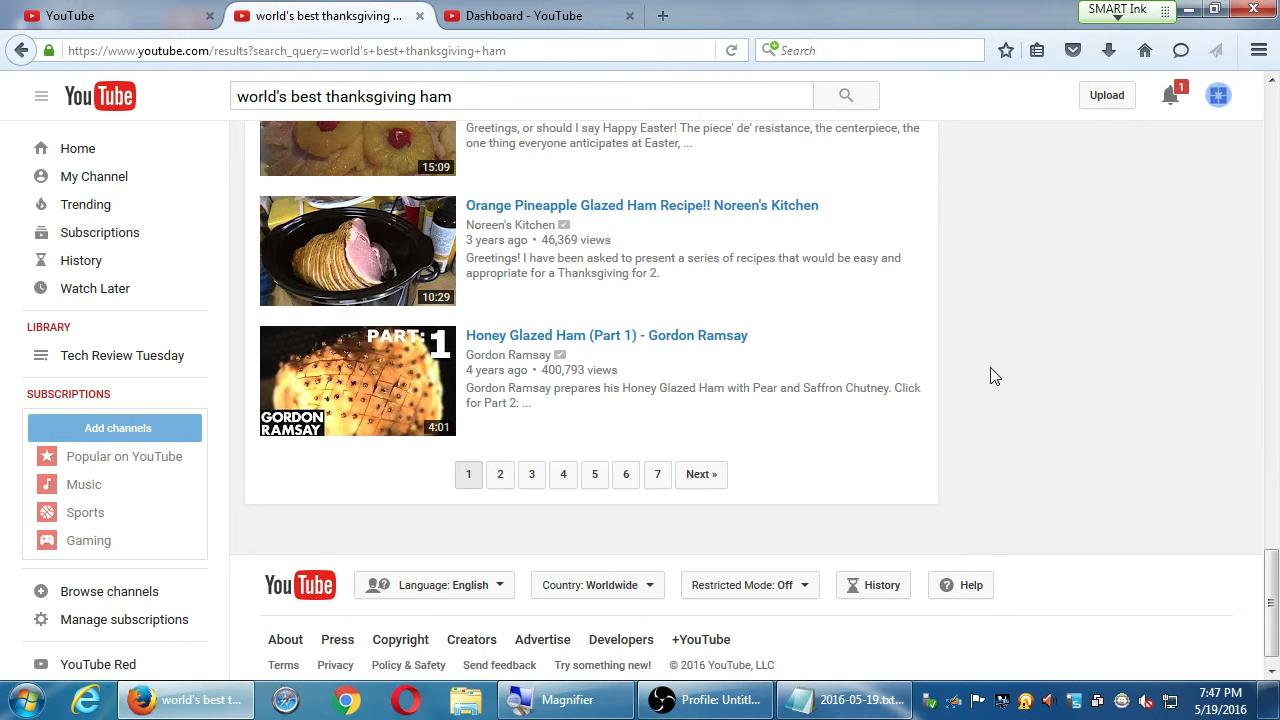 YouTube
world's best thanksgiving ...
Dashboard - YouTube
SMART Ink
https://www.youtube.com/results?search_query=world's+best+thanksgiving+ham
Search
YouTube
world's best thanksgiving ham
Upload
1
Home
My Channel
Trending
Subscriptions
History
Watch Later
LIBRARY
Tech Review Tuesday
SUBSCRIPTIONS
Add channels
Popular on YouTube
Music
Sports
Gaming
Browse channels
Manage subscriptions
YouTube Red
15:09
Greetings, or should I say Happy Easter! The piece' de' resistance, the centerpiece, the
one thing everyone anticipates at Easter, ...
10:29
Orange Pineapple Glazed Ham Recipe!! Noreen's Kitchen
Noreen's Kitchen
3 years ago • 46,369 views
Greetings! I have been asked to present a series of recipes that would be easy and
appropriate for a Thanksgiving for 2.
PART: 1
GORDON
RAMSAY
4:01
Honey Glazed Ham (Part 1) - Gordon Ramsay
Gordon Ramsay
4 years ago • 400,793 views
Gordon Ramsay prepares his Honey Glazed Ham with Pear and Saffron Chutney. Click
for Part 2: ...
1 2 3 4 5 6 7 Next »
YouTube Language: English Country: Worldwide Restricted Mode: Off History Help
About Press Copyright Creators Advertise Developers +YouTube
Terms Privacy Policy & Safety Send feedback Try something new! © 2016 YouTube, LLC
world's best t... Magnifier Profile: Untitl... 2016-05-19.txt...
7:47 PM
5/19/2016